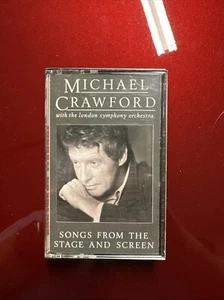 MICHAEL
CRAWFORD
with the london symphony orchestra
SONGS FROM THE
STAGE AND SCREEN